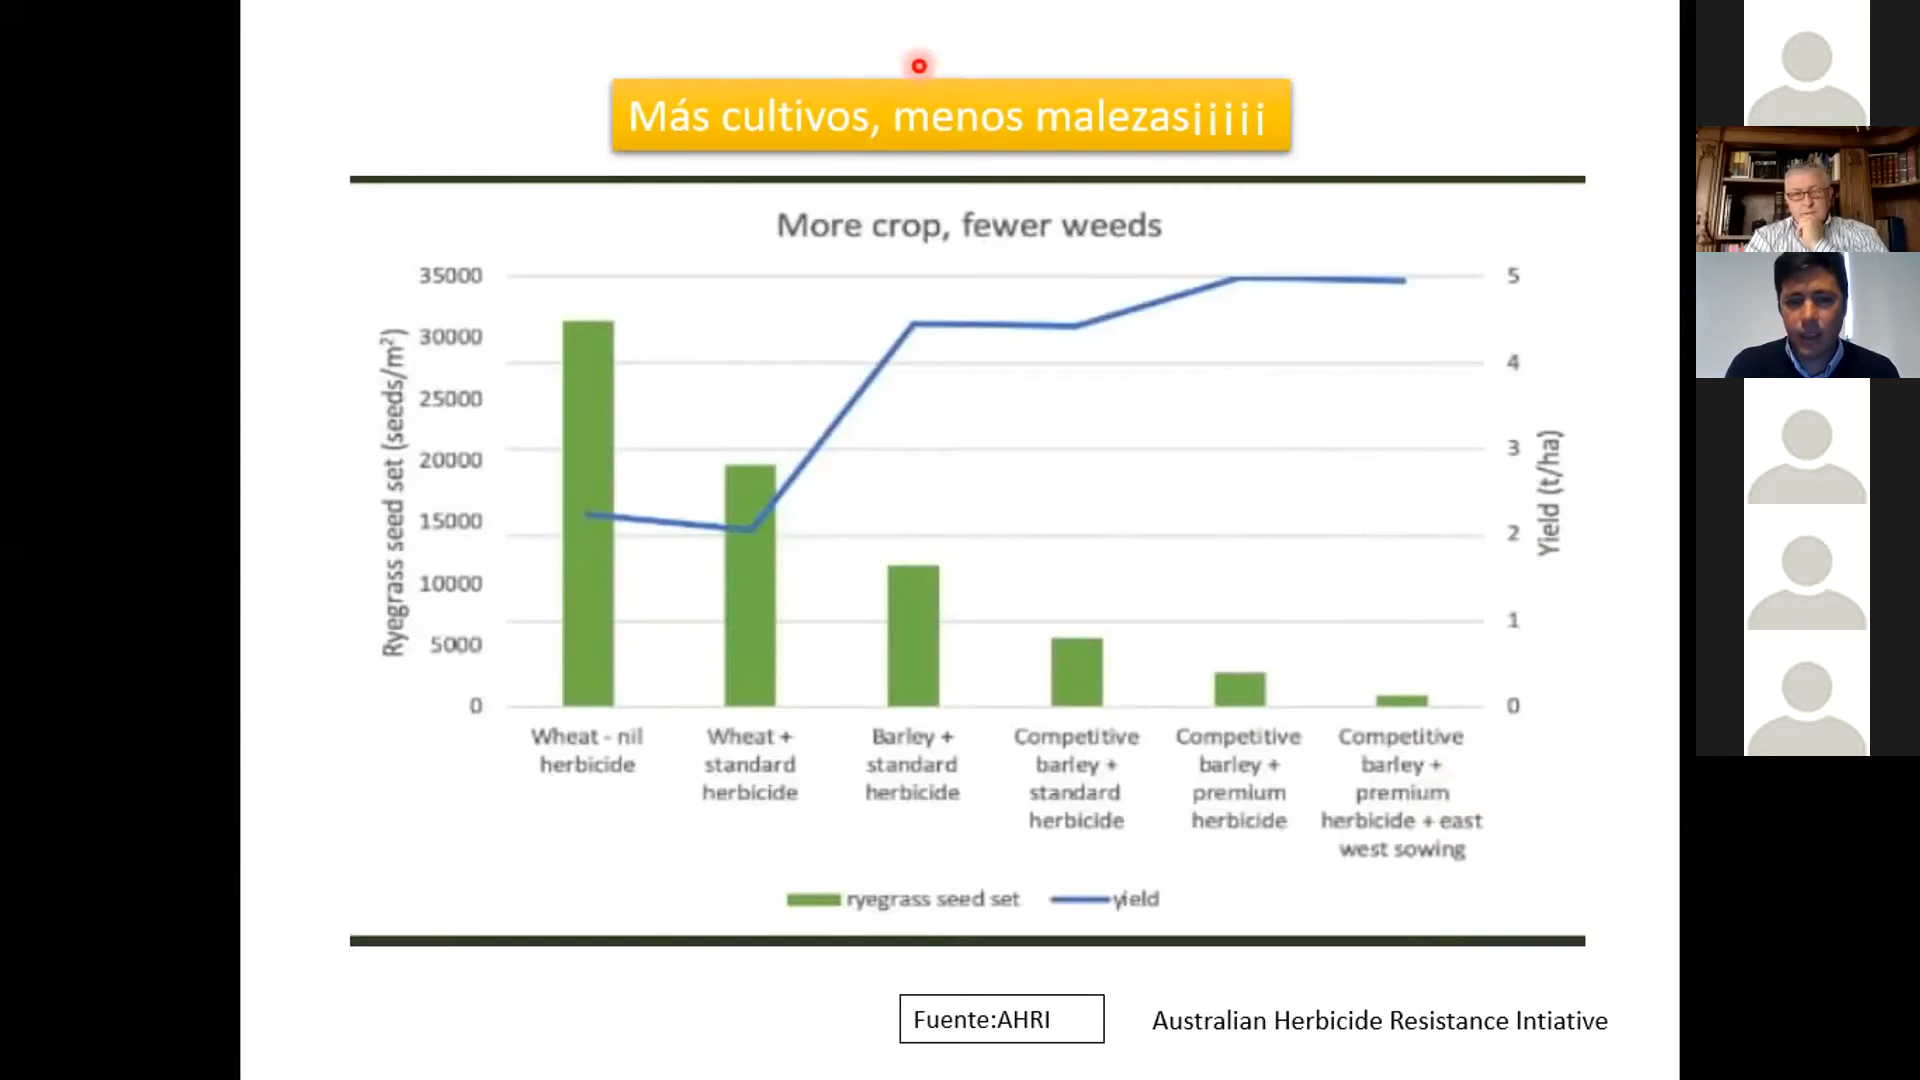 Más cultivos, menos malezas¡¡¡¡¡
More crop, fewer weeds
Ryegrass seed set (seeds/m²)
35000
30000
25000
20000
15000
10000
5000
0
5
4
3
2
1
0
Yield (t/ha)
Wheat - nil
herbicide
Wheat +
standard
herbicide
Barley +
standard
herbicide
Competitive
barley +
standard
herbicide
Competitive
barley +
premium
herbicide
Competitive
barley +
premium
herbicide + east
west sowing
ryegrass seed set
yield
Fuente:AHRI
Australian Herbicide Resistance Intiative